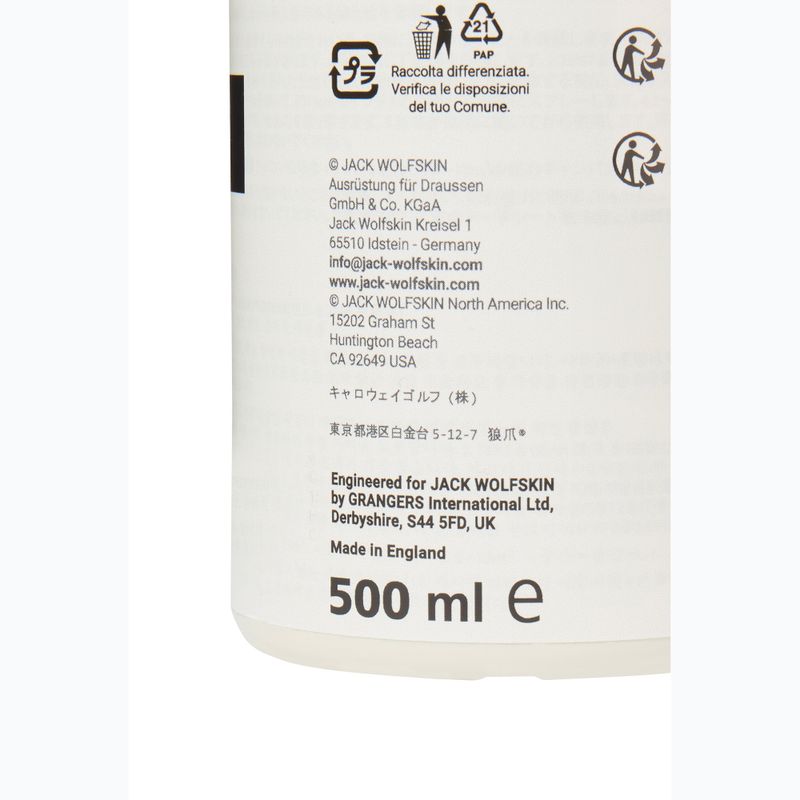 プラ
21
PAP
Raccolta differenziata.
Verifica le disposizioni
del tuo Comune.
© JACK WOLFSKIN
Ausrüstung für Draussen
GmbH & Co. KGaA
Jack Wolfskin Kreisel 1
65510 Idstein - Germany
info@jack-wolfskin.com
www.jack-wolfskin.com
© JACK WOLFSKIN North America Inc.
15202 Graham St
Huntington Beach
CA 92649 USA
キャロウェイゴルフ (株)
東京都港区白金台 5-12-7 狼爪®
Engineered for JACK WOLFSKIN
by GRANGERS International Ltd,
Derbyshire, S44 5FD, UK
Made in England
500 ml ℮